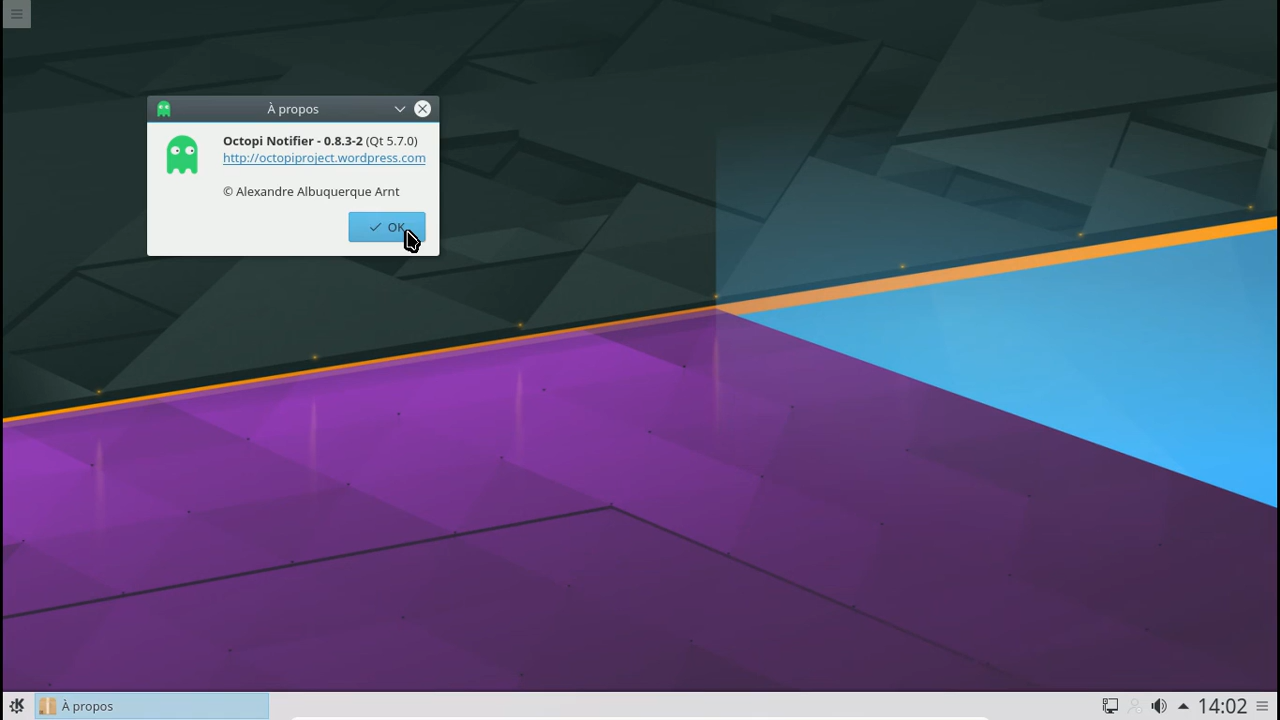 À propos
Octopi Notifier - 0.8.3-2 (Qt 5.7.0)
http://octopiproject.wordpress.com
© Alexandre Albuquerque Arnt
OK
À propos
14:02